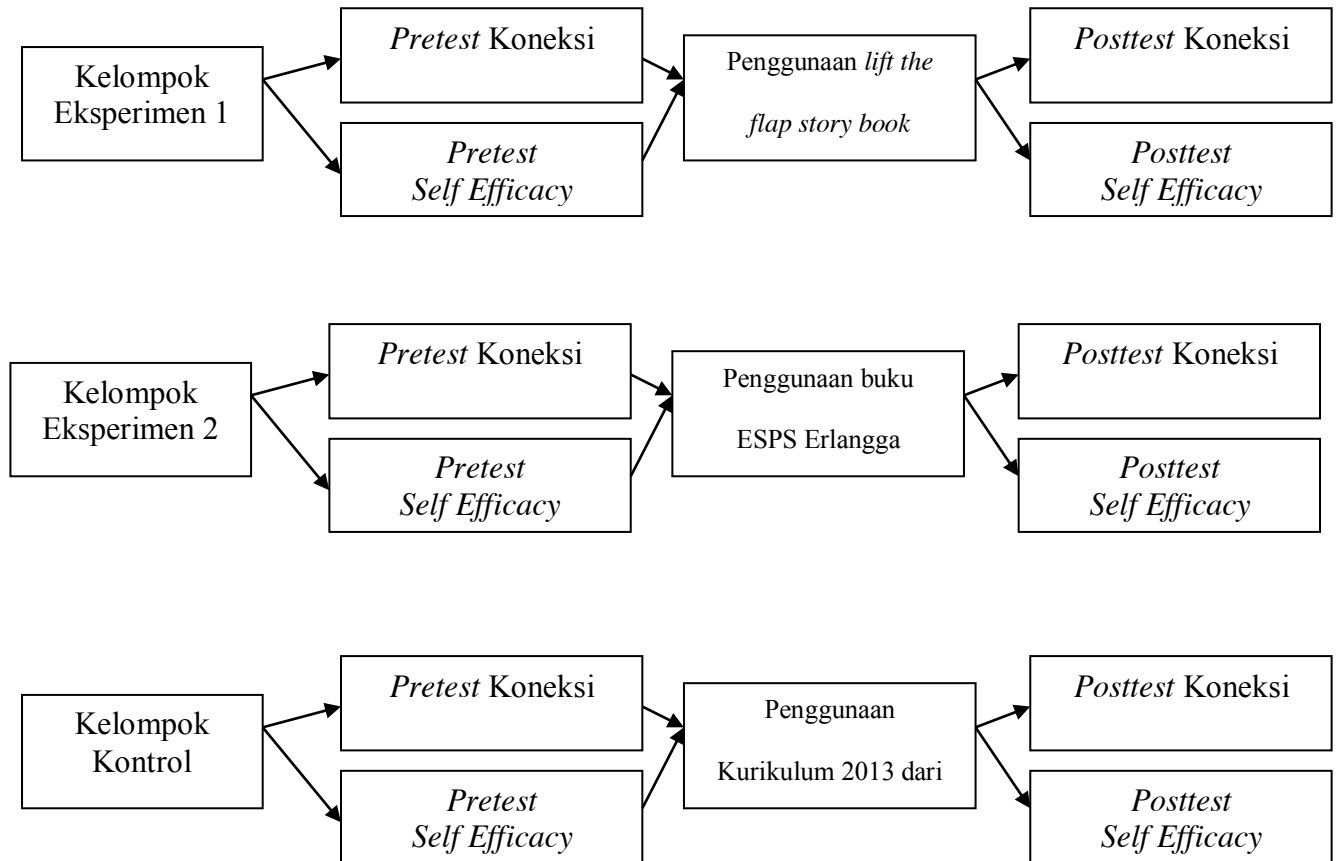 Pretest Koneksi
Posttest Koneksi
Kelompok
Eksperimen 1
Penggunaan lift the
flap story book
Pretest
Self Efficacy
Posttest
Self Efficacy
Pretest Koneksi
Posttest Koneksi
Kelompok
Eksperimen 2
Penggunaan buku
ESPS Erlangga
Pretest
Self Efficacy
Posttest
Self Efficacy
Pretest Koneksi
Posttest Koneksi
Kelompok
Kontrol
Penggunaan
Kurikulum 2013 dari
Pretest
Self Efficacy
Posttest
Self Efficacy